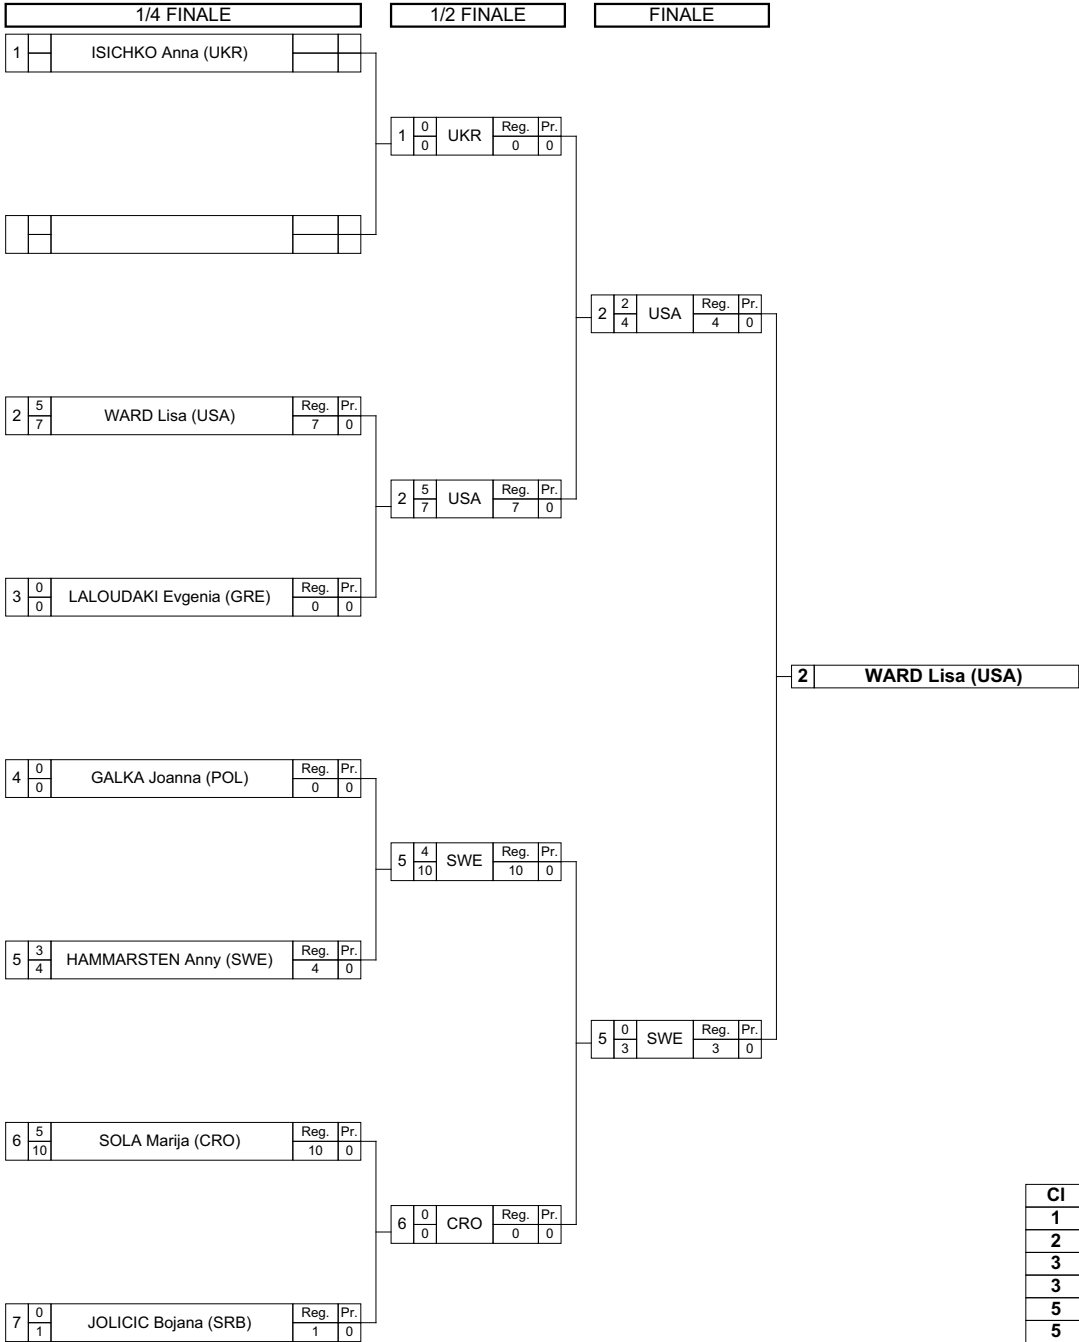 1/4 FINALE 1/2 FINALE FINALE
1 ISICHKO Anna (UKR)
0 Reg. Pr.
1 UKR
0 0 0
2 Reg. Pr.
2 USA
4 4 0
5 Reg. Pr.
2 WARD Lisa (USA)
7 7 0
5 Reg. Pr.
2 USA
7 7 0
0 Reg. Pr.
3 LALOUDAKI Evgenia (GRE)
0 0 0
2 WARD Lisa (USA)
0 Reg. Pr.
4 GALKA Joanna (POL)
0 0 0
4 Reg. Pr.
5 SWE
10 10 0
3 Reg. Pr.
5 HAMMARSTEN Anny (SWE)
4 4 0
0 Reg. Pr.
5 SWE
3 3 0
5 Reg. Pr.
6 SOLA Marija (CRO)
10 10 0
Cl
1
0 Reg. Pr.
6 CRO
0 0 0
2
3
3
0 Reg. Pr.
7 JOLICIC Bojana (SRB)
1 1 0
5
5